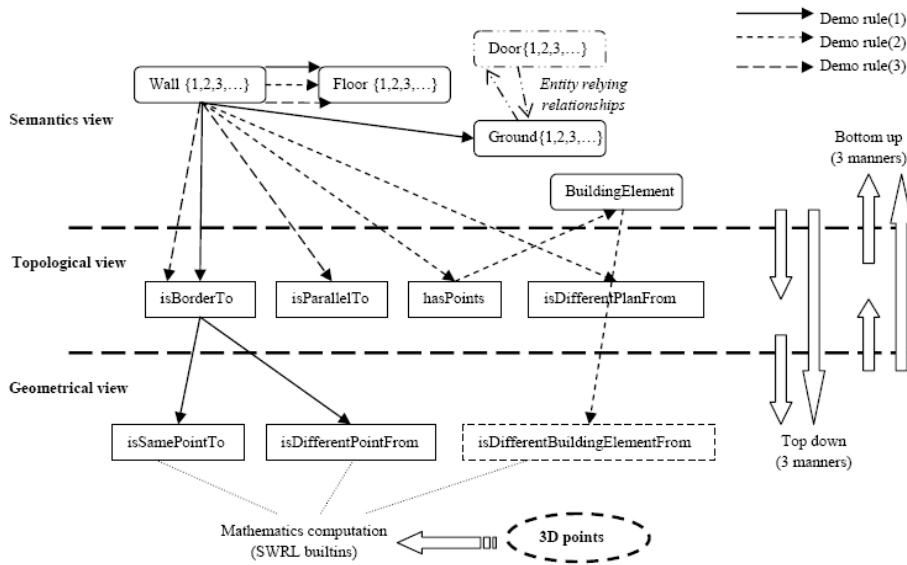 Demo rule(1)
Demo rule(2)
Demo rule(3)
Door{1,2,3,…}
Wall {1,2,3,…}
Floor {1,2,3,…}
Entity relying
relationships
Semantics view
Ground{1,2,3,…}
Bottom up
(3 manners)
BuildingElement
Topological view
isBorderTo
isParallelTo
hasPoints
isDifferentPlanFrom
Geometrical view
isSamePointTo
isDifferentPointFrom
isDifferentBuildingElementFrom
Top down
(3 manners)
Mathematics computation
(SWRL builtins)
3D points